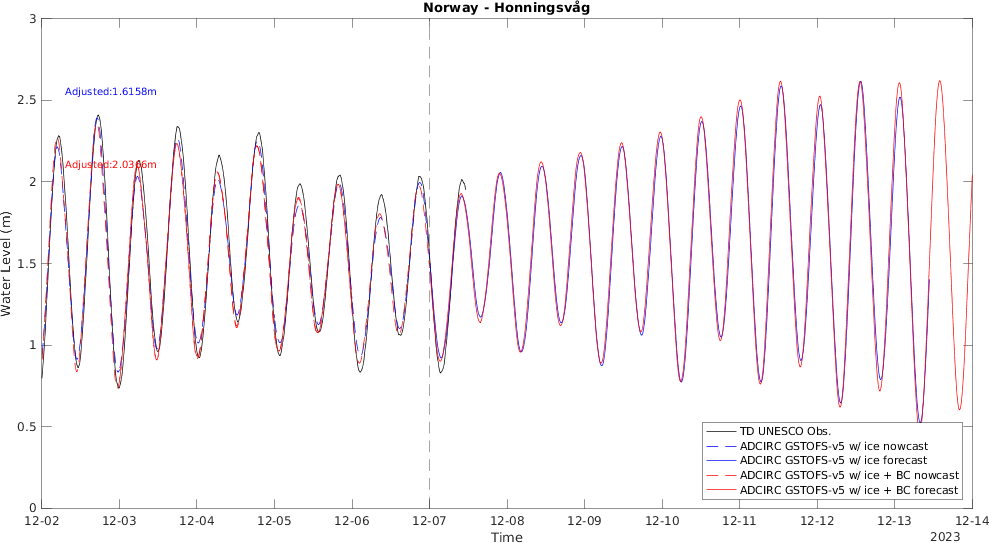 Norway - Honningsvåg
3
2.5
2
1.5
1
0.5
0
Water Level (m)
Adjusted:1.6158m
TD UNESCO Obs.
ADCIRC GSTOFS-v5 w/ ice nowcast
ADCIRC GSTOFS-v5 w/ ice forecast
ADCIRC GSTOFS-v5 w/ ice + BC nowcast
ADCIRC GSTOFS-v5 w/ ice + BC forecast
12-02 12-03 12-04 12-05 12-06 12-07 12-08 12-09 12-10 12-11 12-12 12-13 12-14
Time
2023